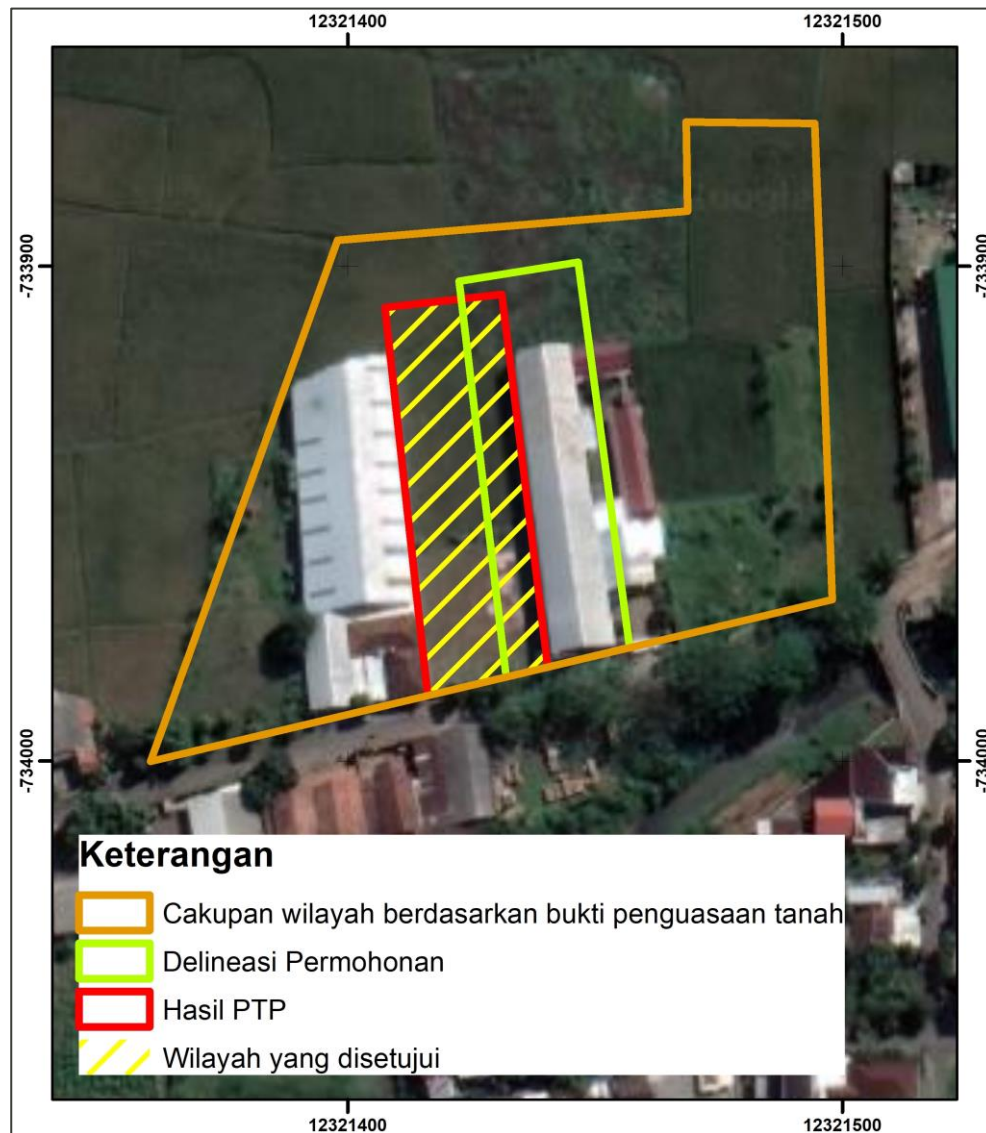 12321400
12321500
-733900
-733900
-734000
-734000
Keterangan
Cakupan wilayah berdasarkan bukti penguasaan tanah
Delineasi Permohonan
Hasil PTP
Wilayah yang disetujui
12321400
12321500